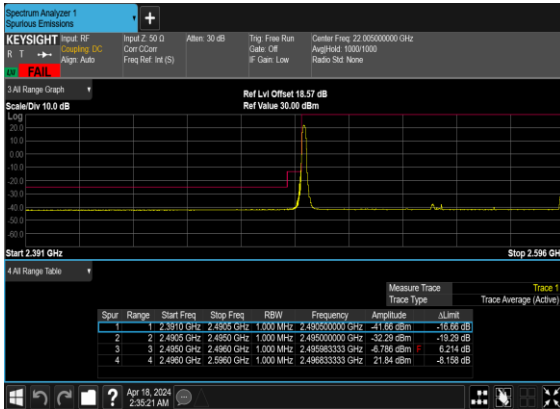 Spectrum Analyzer 1
Spurious Emissions
+
KEYSIGHT Input: RF Input Z: 50 Ω Atten: 30 dB Trig: Free Run Center Freq: 22.005000000 GHz
R T Coupling: DC Corr CCorr Gate: Off Avg|Hold: 1000/1000
Align: Auto Freq Ref: Int (S) IF Gain: Low Radio Std: None
FAIL
3 All Range Graph
Ref Lvl Offset 18.57 dB
Scale/Div 10.0 dB Ref Value 30.00 dBm
Log
20.0
10.0
0.00
-10.0
-20.0
-30.0
-40.0
-50.0
-60.0
Start 2.391 GHz Stop 2.596 GH
4 All Range Table
Measure Trace Trace 1
Trace Type Trace Average (Active)
Spur Range Start Freq Stop Freq RBW Frequency Amplitude ΔLimit
1 1 2.3910 GHz 2.4905 GHz 1.000 MHz 2.490500000 GHz -41.66 dBm -16.66 dB
2 2 2.4905 GHz 2.4950 GHz 1.000 MHz 2.495000000 GHz -32.29 dBm -19.29 dB
3 3 2.4950 GHz 2.4960 GHz 1.000 MHz 2.495983333 GHz -6.786 dBm F 6.214 dB
4 4 2.4960 GHz 2.5960 GHz 1.000 MHz 2.496833333 GHz 21.84 dBm -8.158 dB
?
Apr 18, 2024
2:35:21 AM